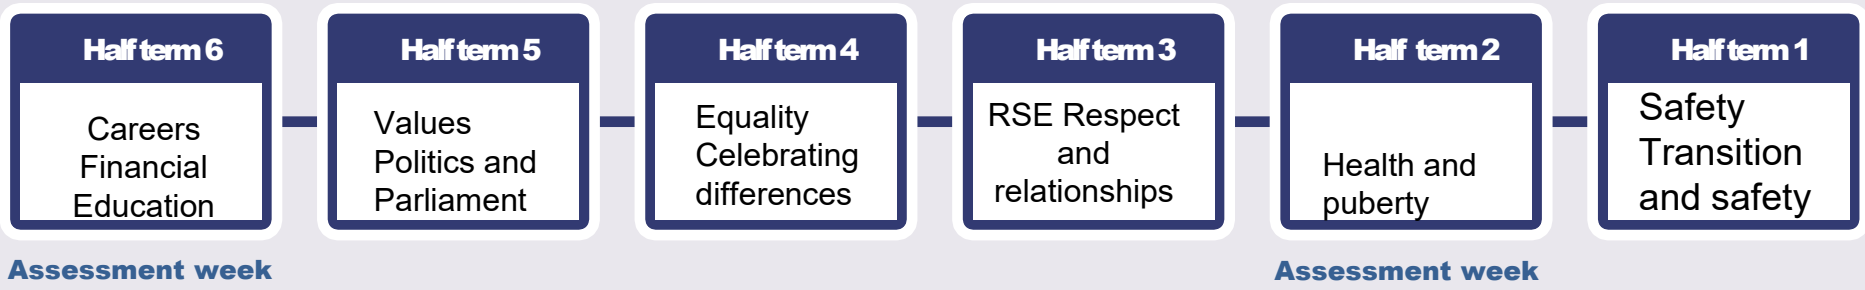 Half term 6
Careers
Financial
Education
Half term 5
Values
Politics and
Parliament
Half term 4
Equality
Celebrating
differences
Half term 3
RSE Respect
and
relationships
Half term 2
Health and
puberty
Half term 1
Safety
Transition
and safety
Assessment week
Assessment week